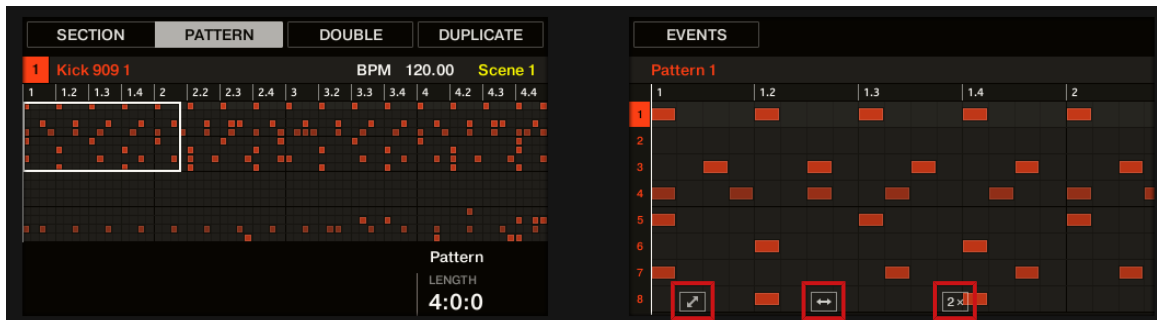 SECTION PATTERN DOUBLE DUPLICATE
1 Kick 909 1 BPM 120.00 Scene 1
1 1.2 1.3 1.4 2 2.2 2.3 2.4 3 3.2 3.3 3.4 4 4.2 4.3 4.4
Pattern
LENGTH
4:0:0
EVENTS
Pattern 1
1 1.2 1.3 1.4 2
1
2
3
4
5
6
7
8
2×